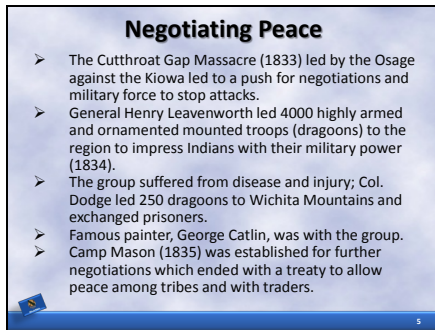 Negotiating Peace
➢ The Cutthroat Gap Massacre (1833) led by the Osage
against the Kiowa led to a push for negotiations and
military force to stop attacks.
➢ General Henry Leavenworth led 4000 highly armed
and ornamented mounted troops (dragoons) to the
region to impress Indians with their military power
(1834).
➢ The group suffered from disease and injury; Col.
Dodge led 250 dragoons to Wichita Mountains and
exchanged prisoners.
➢ Famous painter, George Catlin, was with the group.
➢ Camp Mason (1835) was established for further
negotiations which ended with a treaty to allow
peace among tribes and with traders.
5